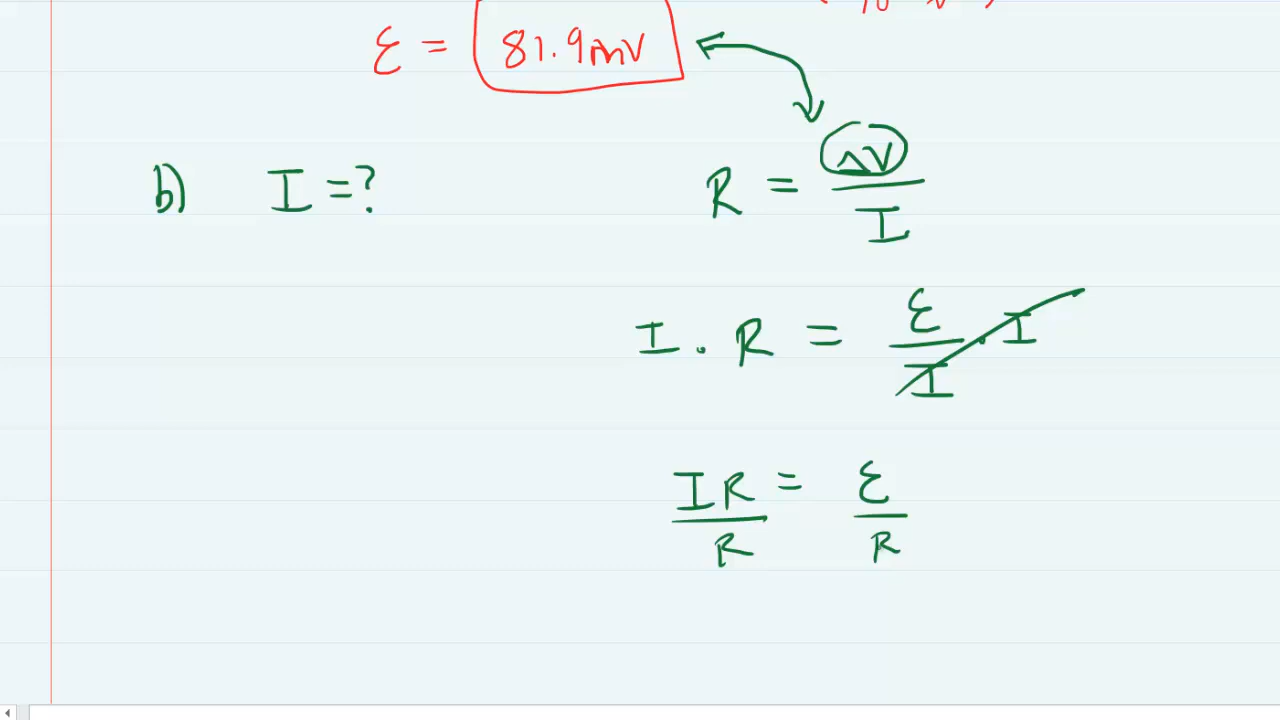 ε = 81.9mV
b) I = ?
R = ΔV / I
I · R = ε / I · I
IR / R = ε / R